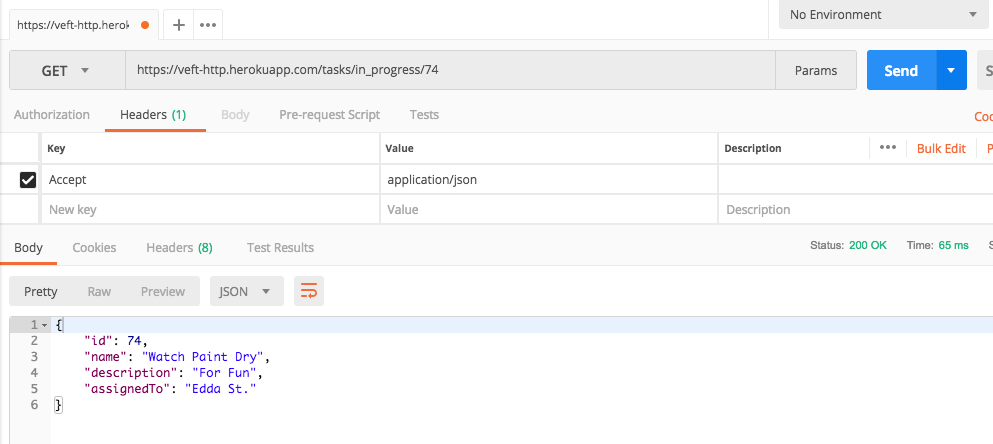 https://veft-http.herok
No Environment
GET https://veft-http.herokuapp.com/tasks/in_progress/74 Params Send
Authorization Headers (1) Body Pre-request Script Tests
Key Value Description ••• Bulk Edit
Accept application/json
New key Value Description
Body Cookies Headers (8) Test Results Status: 200 OK Time: 65 ms
Pretty Raw Preview JSON
1 {
2 "id": 74,
3 "name": "Watch Paint Dry",
4 "description": "For Fun",
5 "assignedTo": "Edda St."
6 }